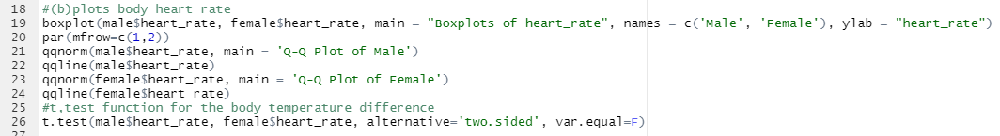 18 #(b)plots body heart rate
19 boxplot(male$heart_rate, female$heart_rate, main = "Boxplots of heart_rate", names = c('Male', 'Female'), ylab = "heart_rate")
20 par(mfrow=c(1,2))
21 qqnorm(male$heart_rate, main = 'Q-Q Plot of Male')
22 qqline(male$heart_rate)
23 qqnorm(female$heart_rate, main = 'Q-Q Plot of Female')
24 qqline(female$heart_rate)
25 #t,test function for the body temperature difference
26 t.test(male$heart_rate, female$heart_rate, alternative='two.sided', var.equal=F)
27